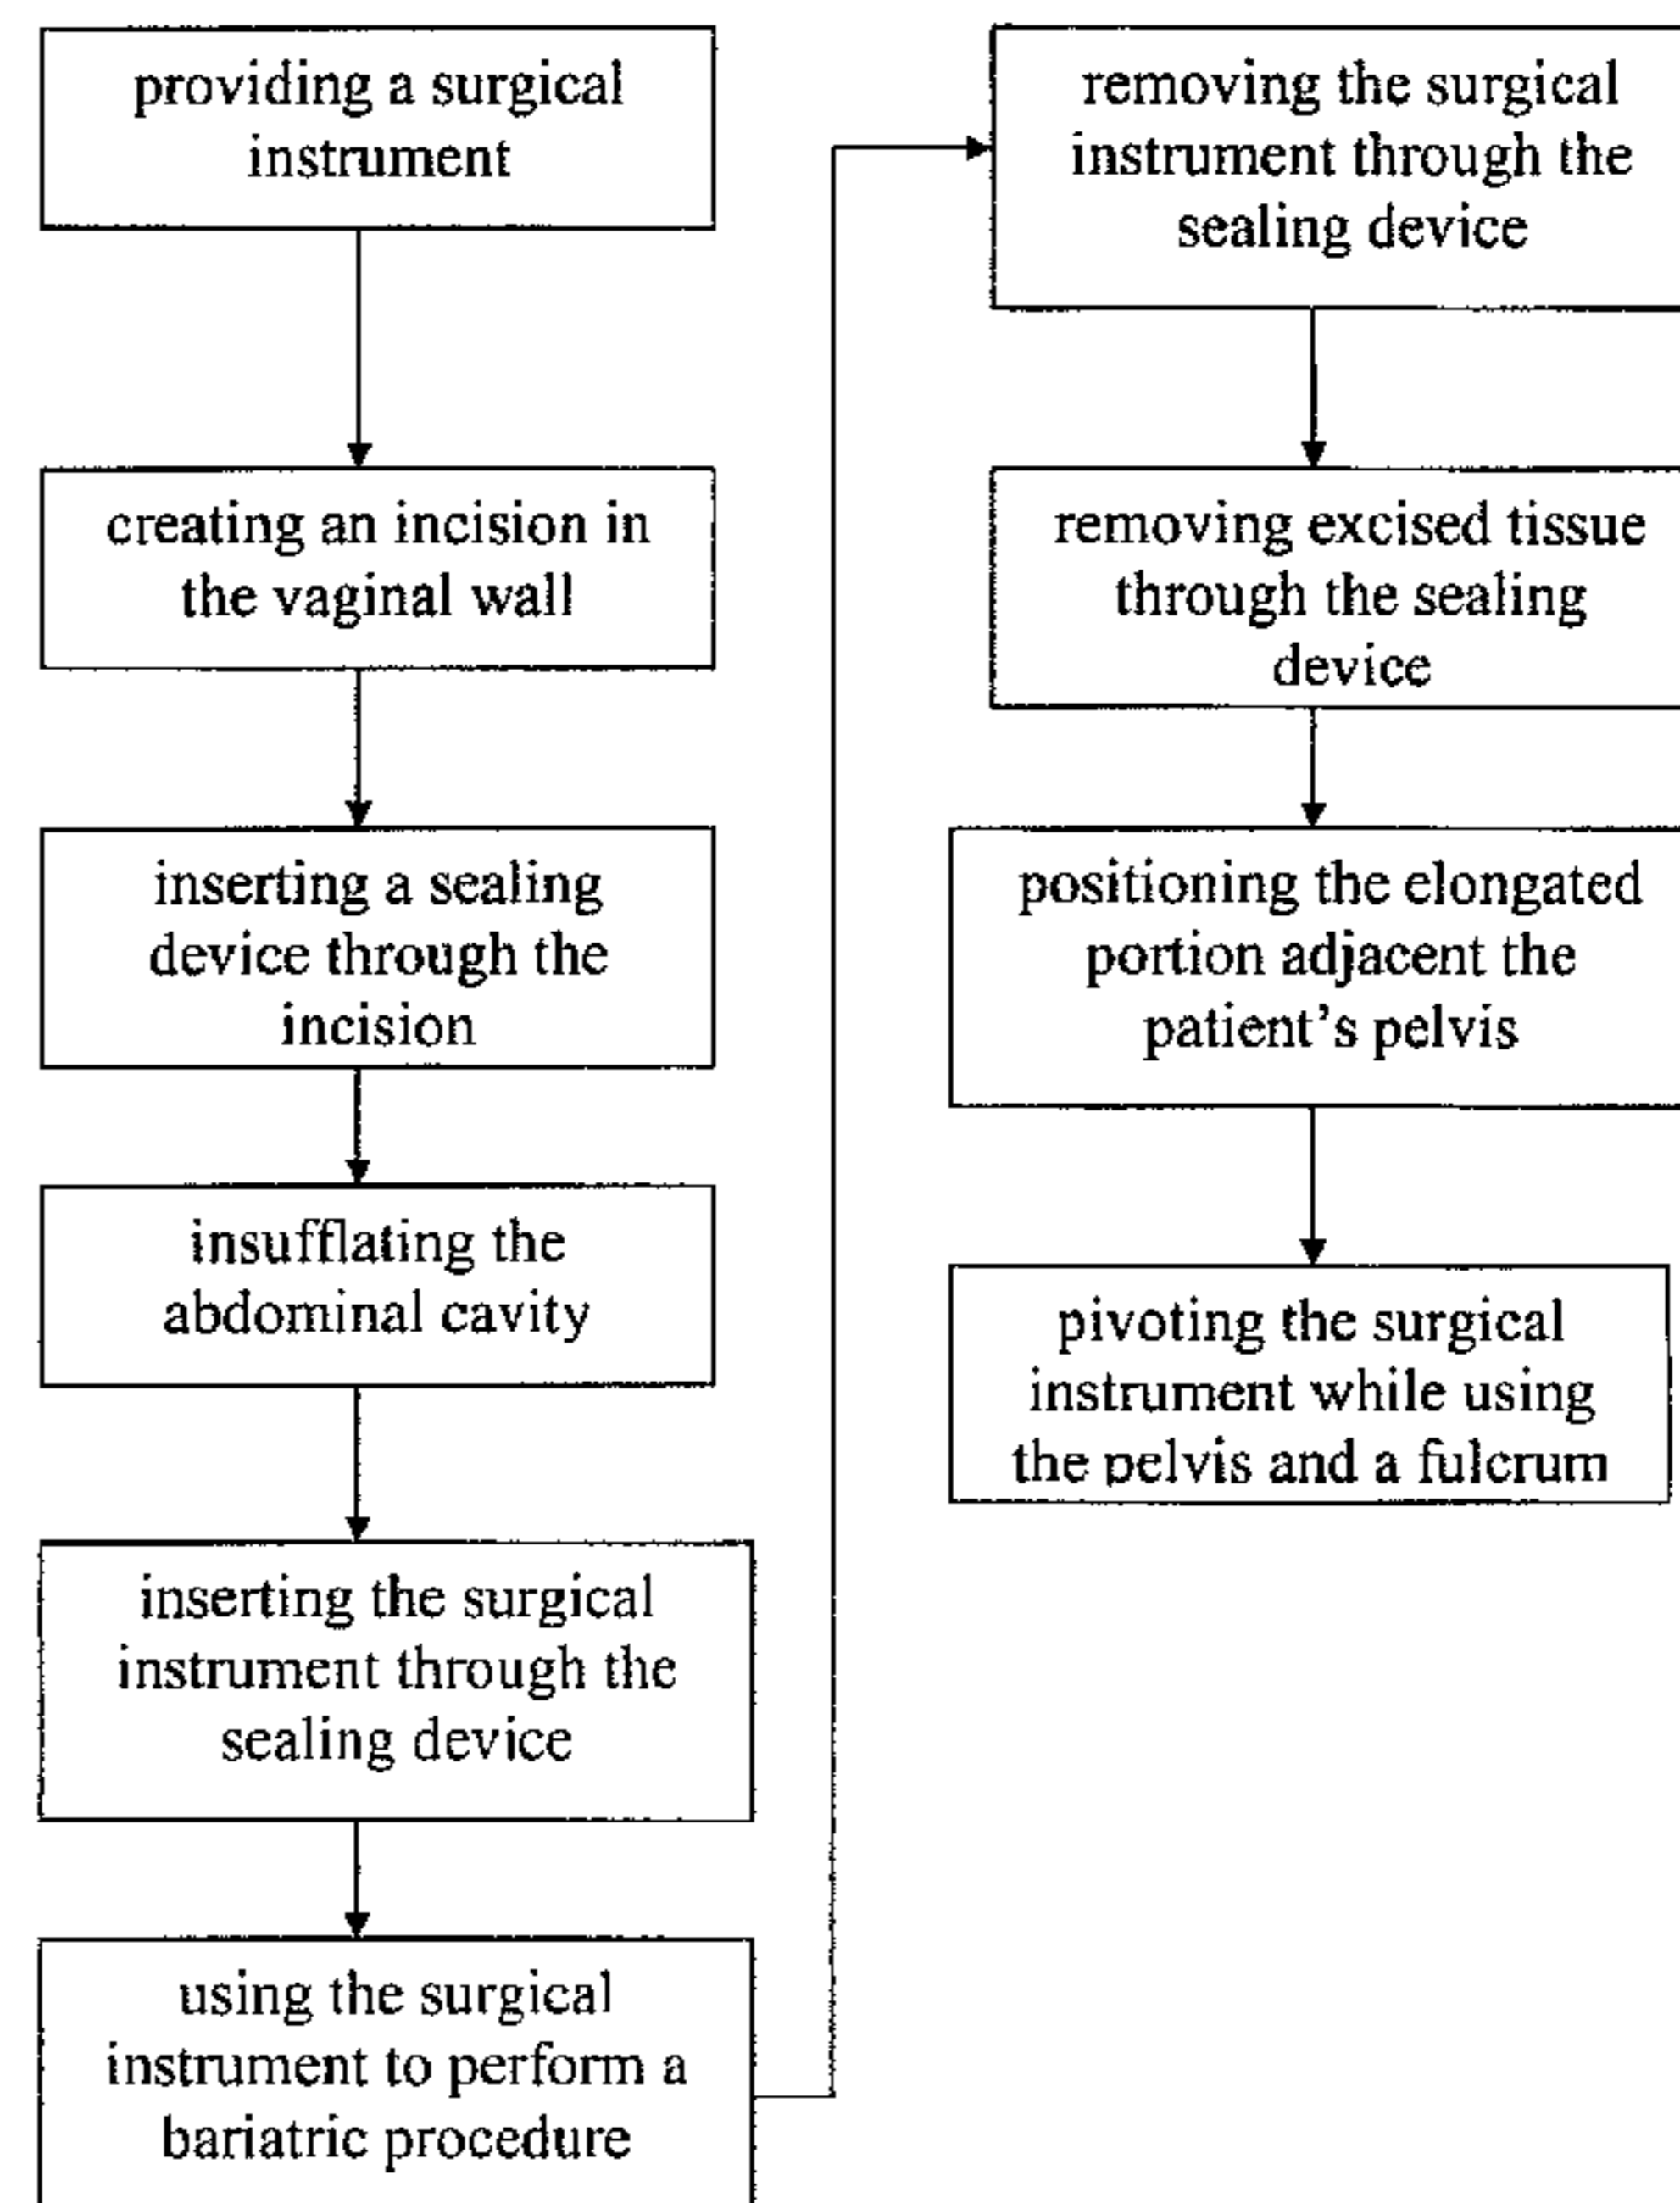 providing a surgical
instrument
creating an incision in
the vaginal wall
inserting a sealing
device through the
incision
insufflating the
abdominal cavity
inserting the surgical
instrument through the
sealing device
using the surgical
instrument to perform a
bariatric procedure
removing the surgical
instrument through the
sealing device
removing excised tissue
through the sealing
device
positioning the elongated
portion adjacent the
patient's pelvis
pivoting the surgical
instrument while using
the pelvis and a fulcrum